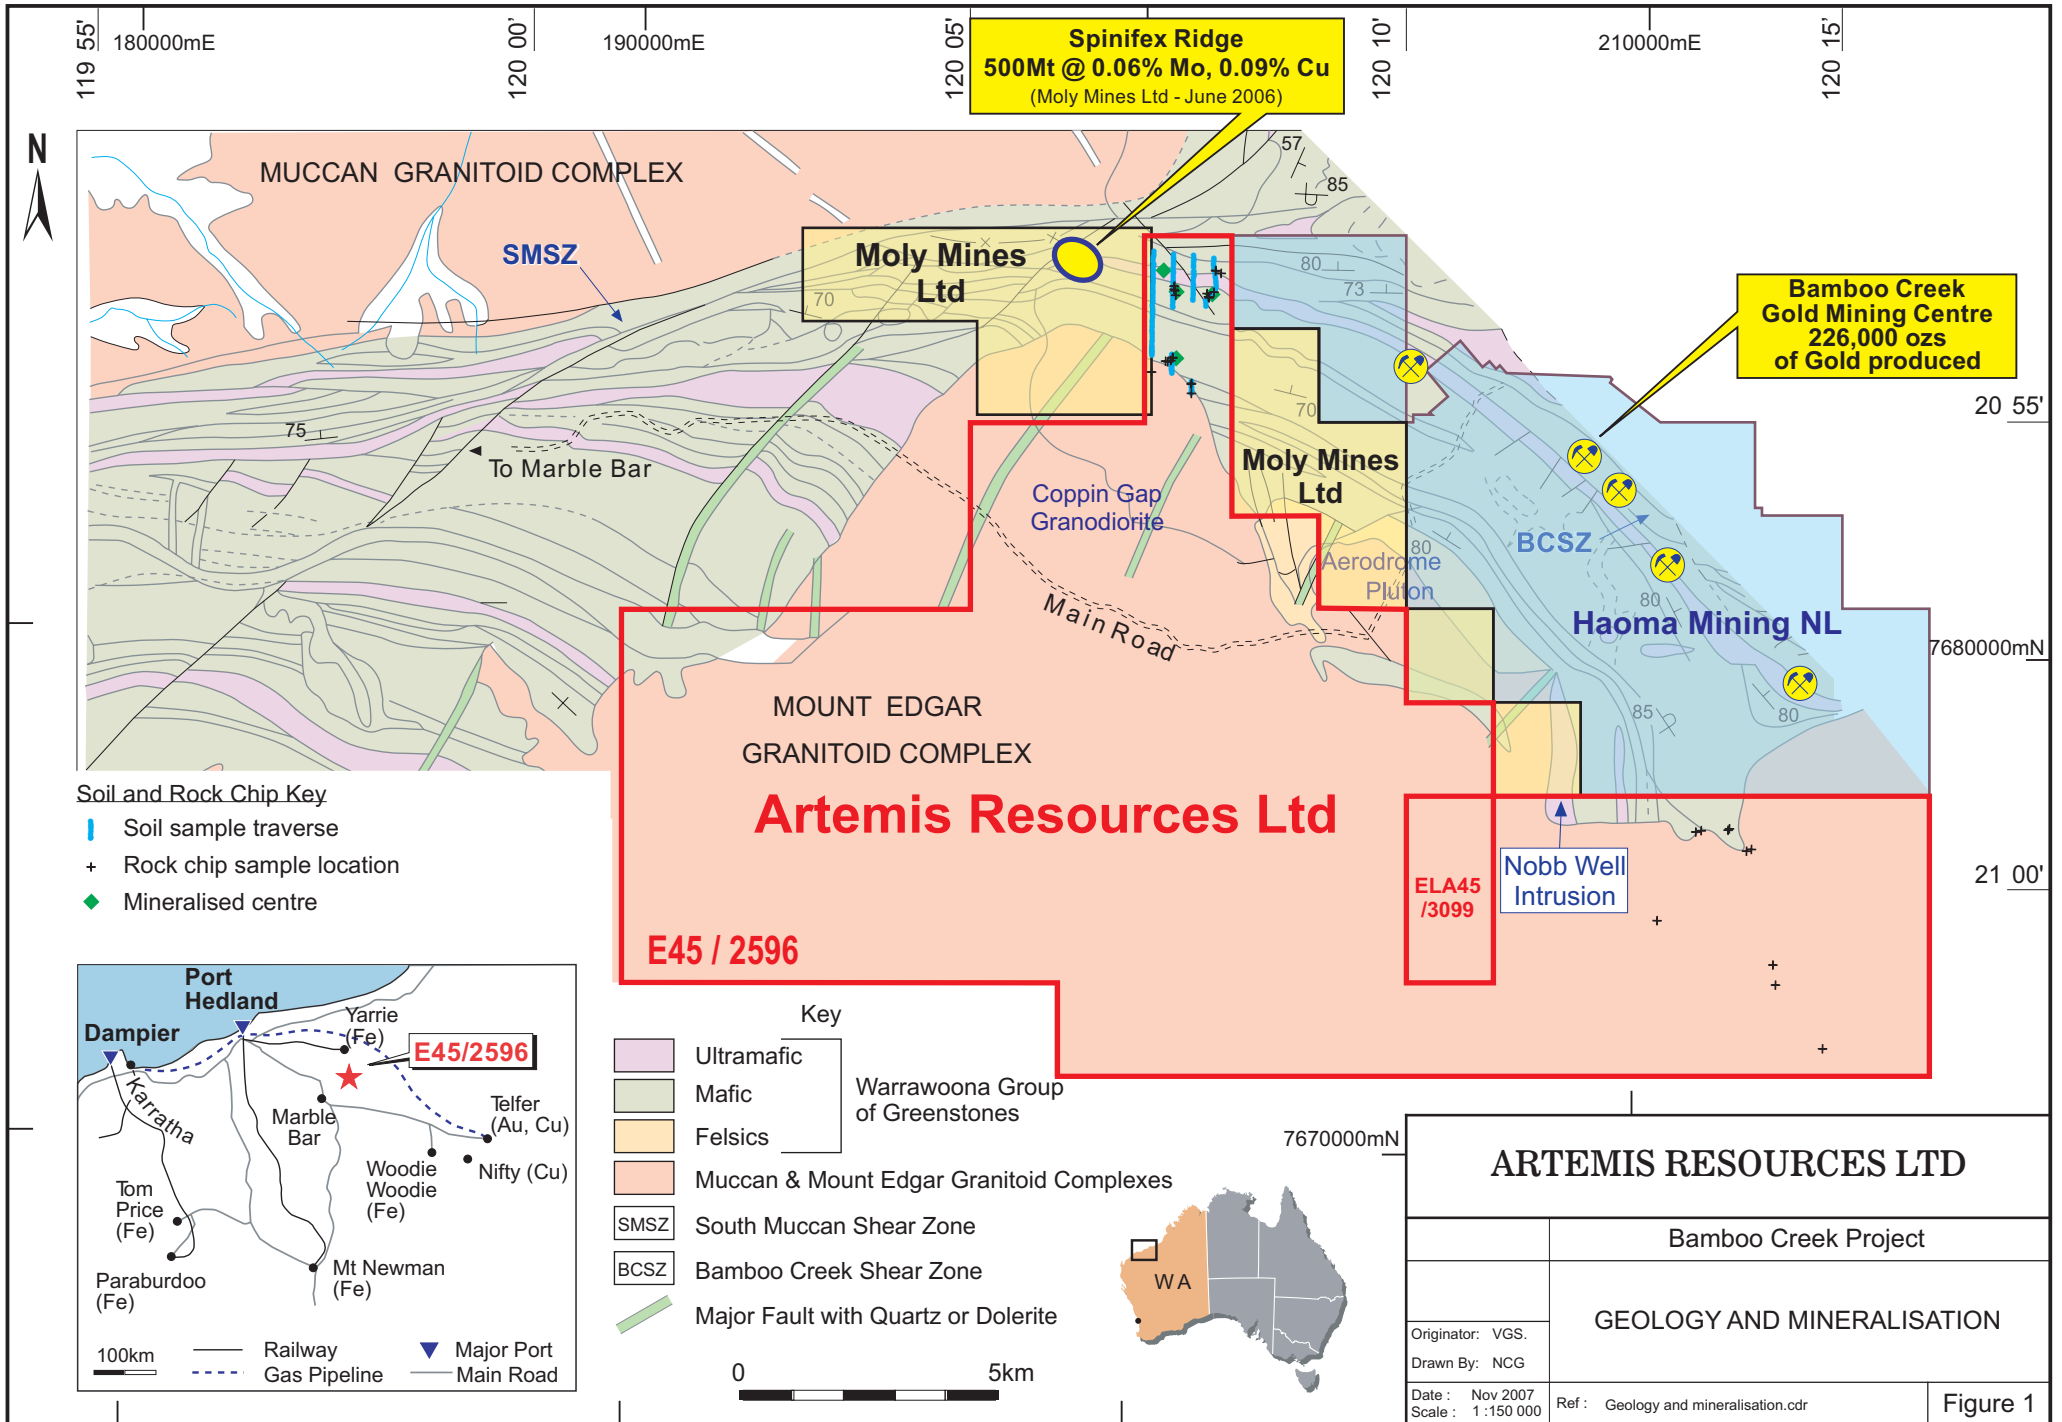 119 55'
180000mE
120 00'
190000mE
120 05'
120 10'
210000mE
120 15'
Spinifex Ridge
500Mt @ 0.06% Mo, 0.09% Cu
(Moly Mines Ltd - June 2006)
N
MUCCAN GRANITOID COMPLEX
57
85
SMSZ
Moly Mines
Ltd
70
80
73
Bamboo Creek
Gold Mining Centre
226,000 ozs
of Gold produced
20 55'
75
To Marble Bar
70
Moly Mines
Ltd
Coppin Gap
Granodiorite
80
BCSZ
Aerodrome
Pluton
Main Road
80
Haoma Mining NL
7680000mN
MOUNT EDGAR
GRANITOID COMPLEX
85
80
Artemis Resources Ltd
Soil and Rock Chip Key
Soil sample traverse
Rock chip sample location
Mineralised centre
Nobb Well
Intrusion
ELA45
/3099
21 00'
E45 / 2596
Port
Hedland
Dampier
Yarrie
(Fe)
E45/2596
Karratha
Marble
Bar
Telfer
(Au, Cu)
Woodie
Woodie
(Fe)
Nifty (Cu)
Tom
Price
(Fe)
Paraburdoo
(Fe)
Mt Newman
(Fe)
100km
Railway
Major Port
Gas Pipeline
Main Road
Key
Ultramafic
Mafic
Felsics
Warrawoona Group
of Greenstones
Muccan & Mount Edgar Granitoid Complexes
SMSZ South Muccan Shear Zone
BCSZ Bamboo Creek Shear Zone
Major Fault with Quartz or Dolerite
0 5km
WA
7670000mN
ARTEMIS RESOURCES LTD
Bamboo Creek Project
GEOLOGY AND MINERALISATION
Originator: VGS.
Drawn By: NCG
Date : Nov 2007
Scale : 1 :150 000
Ref : Geology and mineralisation.cdr
Figure 1